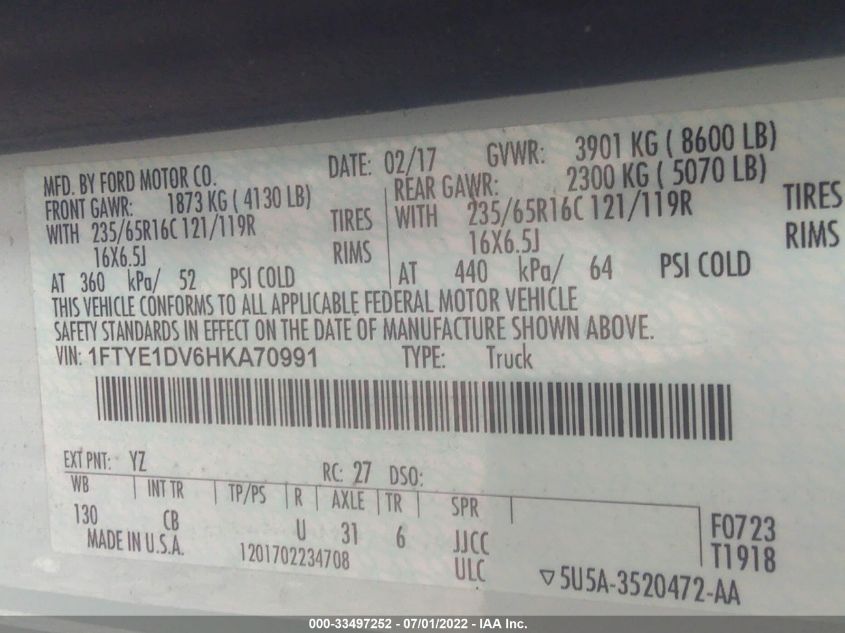 MFD. BY FORD MOTOR CO. DATE: 02/17 GVWR: 3901 KG ( 8600 LB)
FRONT GAWR: 1873 KG ( 4130 LB) REAR GAWR: 2300 KG ( 5070 LB)
WITH 235/65R16C 121/119R TIRES WITH 235/65R16C 121/119R TIRES
16X6.5J RIMS 16X6.5J RIMS
AT 360 kPa/ 52 PSI COLD AT 440 kPa/ 64 PSI COLD
THIS VEHICLE CONFORMS TO ALL APPLICABLE FEDERAL MOTOR VEHICLE
SAFETY STANDARDS IN EFFECT ON THE DATE OF MANUFACTURE SHOWN ABOVE.
VIN: 1FTYE1DV6HKA70991 TYPE: Truck
EXT PNT: YZ RC: 27 DSO:
WB INT TR TP/PS R AXLE TR SPR
130 CB U 31 6 JJCC F0723
MADE IN U.S.A. 1201702234708 ULC T1918
▽5U5A-3520472-AA
000-33497252 - 07/01/2022 - IAA Inc.